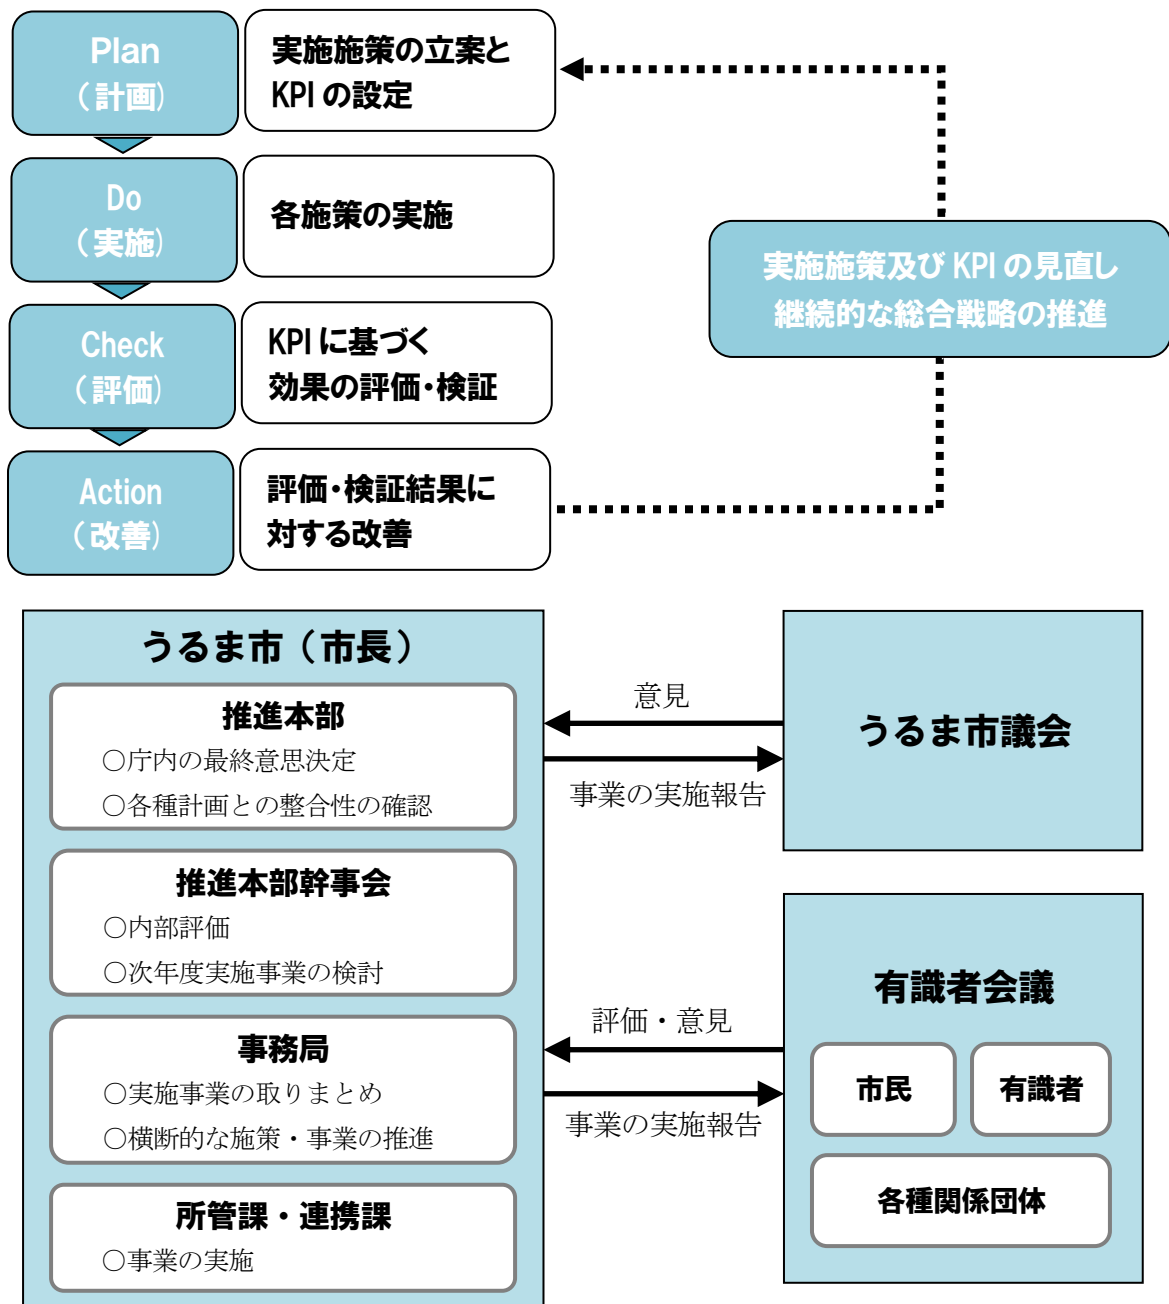 Plan
（計画）
実施施策の立案と
KPI の設定
Do
（実施）
各施策の実施
Check
（評価）
KPI に基づく
効果の評価・検証
Action
（改善）
評価・検証結果に
対する改善
実施施策及び KPI の見直し
継続的な総合戦略の推進
うるま市（市長）
推進本部
○庁内の最終意思決定
○各種計画との整合性の確認
推進本部幹事会
○内部評価
○次年度実施事業の検討
事務局
○実施事業の取りまとめ
○横断的な施策・事業の推進
所管課・連携課
○事業の実施
意見
事業の実施報告
うるま市議会
評価・意見
事業の実施報告
有識者会議
市民
有識者
各種関係団体